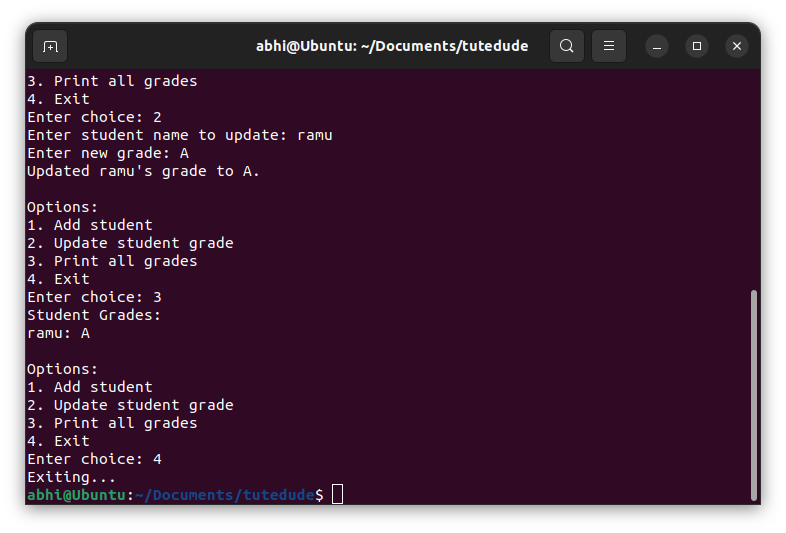 abhi@Ubuntu: ~/Documents/tutedude
3. Print all grades
4. Exit
Enter choice: 2
Enter student name to update: ramu
Enter new grade: A
Updated ramu's grade to A.

Options:
1. Add student
2. Update student grade
3. Print all grades
4. Exit
Enter choice: 3
Student Grades:
ramu: A

Options:
1. Add student
2. Update student grade
3. Print all grades
4. Exit
Enter choice: 4
Exiting...
abhi@Ubuntu:~/Documents/tutedude$